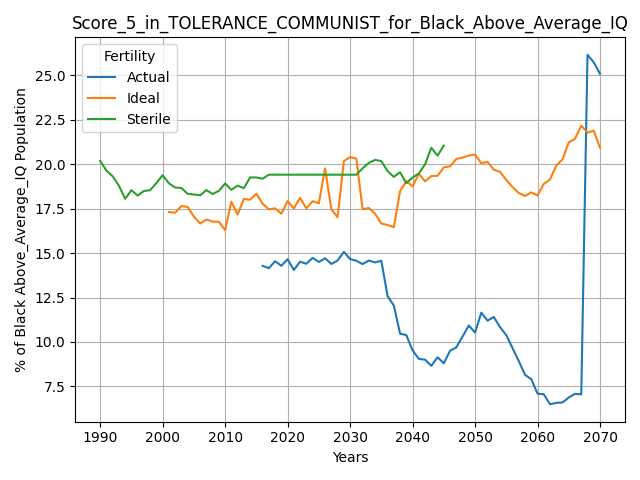 Score_5_in_TOLERANCE_COMMUNIST_for_Black_Above_Average_IQ
Fertility
Actual
Ideal
Sterile
% of Black Above_Average_IQ Population
25.0
22.5
20.0
17.5
15.0
12.5
10.0
7.5
1990 2000 2010 2020 2030 2040 2050 2060 2070
Years